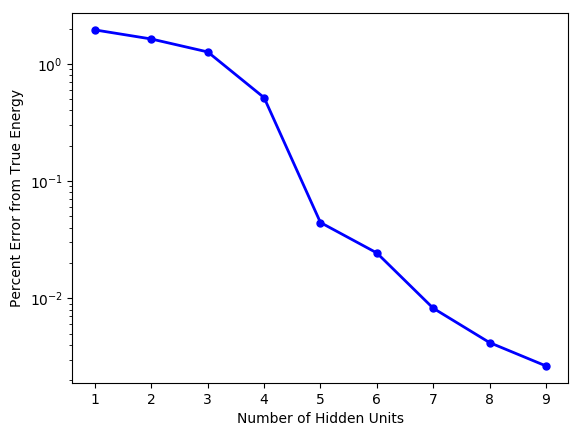 Percent Error from True Energy
10⁰
10⁻¹
10⁻²
1 2 3 4 5 6 7 8 9
Number of Hidden Units